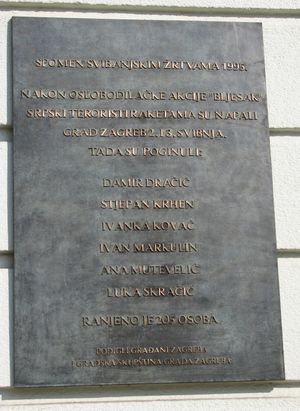 SPOMEN SVIBANJSKIM ŽRTVAMA 1995.
NAKON OSLOBODILAČKE AKCIJE "BLJESAK"
SRPSKI TERORISTI RAKETAMA SU NAPALI
GRAD ZAGREB 2. I 3. SVIBNJA.
TADA SU POGINULI:
DAMIR DRAČIĆ
STJEPAN KRHEN
IVANKA KOVAČ
IVAN MARKULIN
ANA MUTEVELIĆ
LUKA SKRAČIĆ
RANJENO JE 205 OSOBA.
PODIGLI GRAĐANI ZAGREBA
I GRADSKA SKUPŠTINA GRADA ZAGREBA